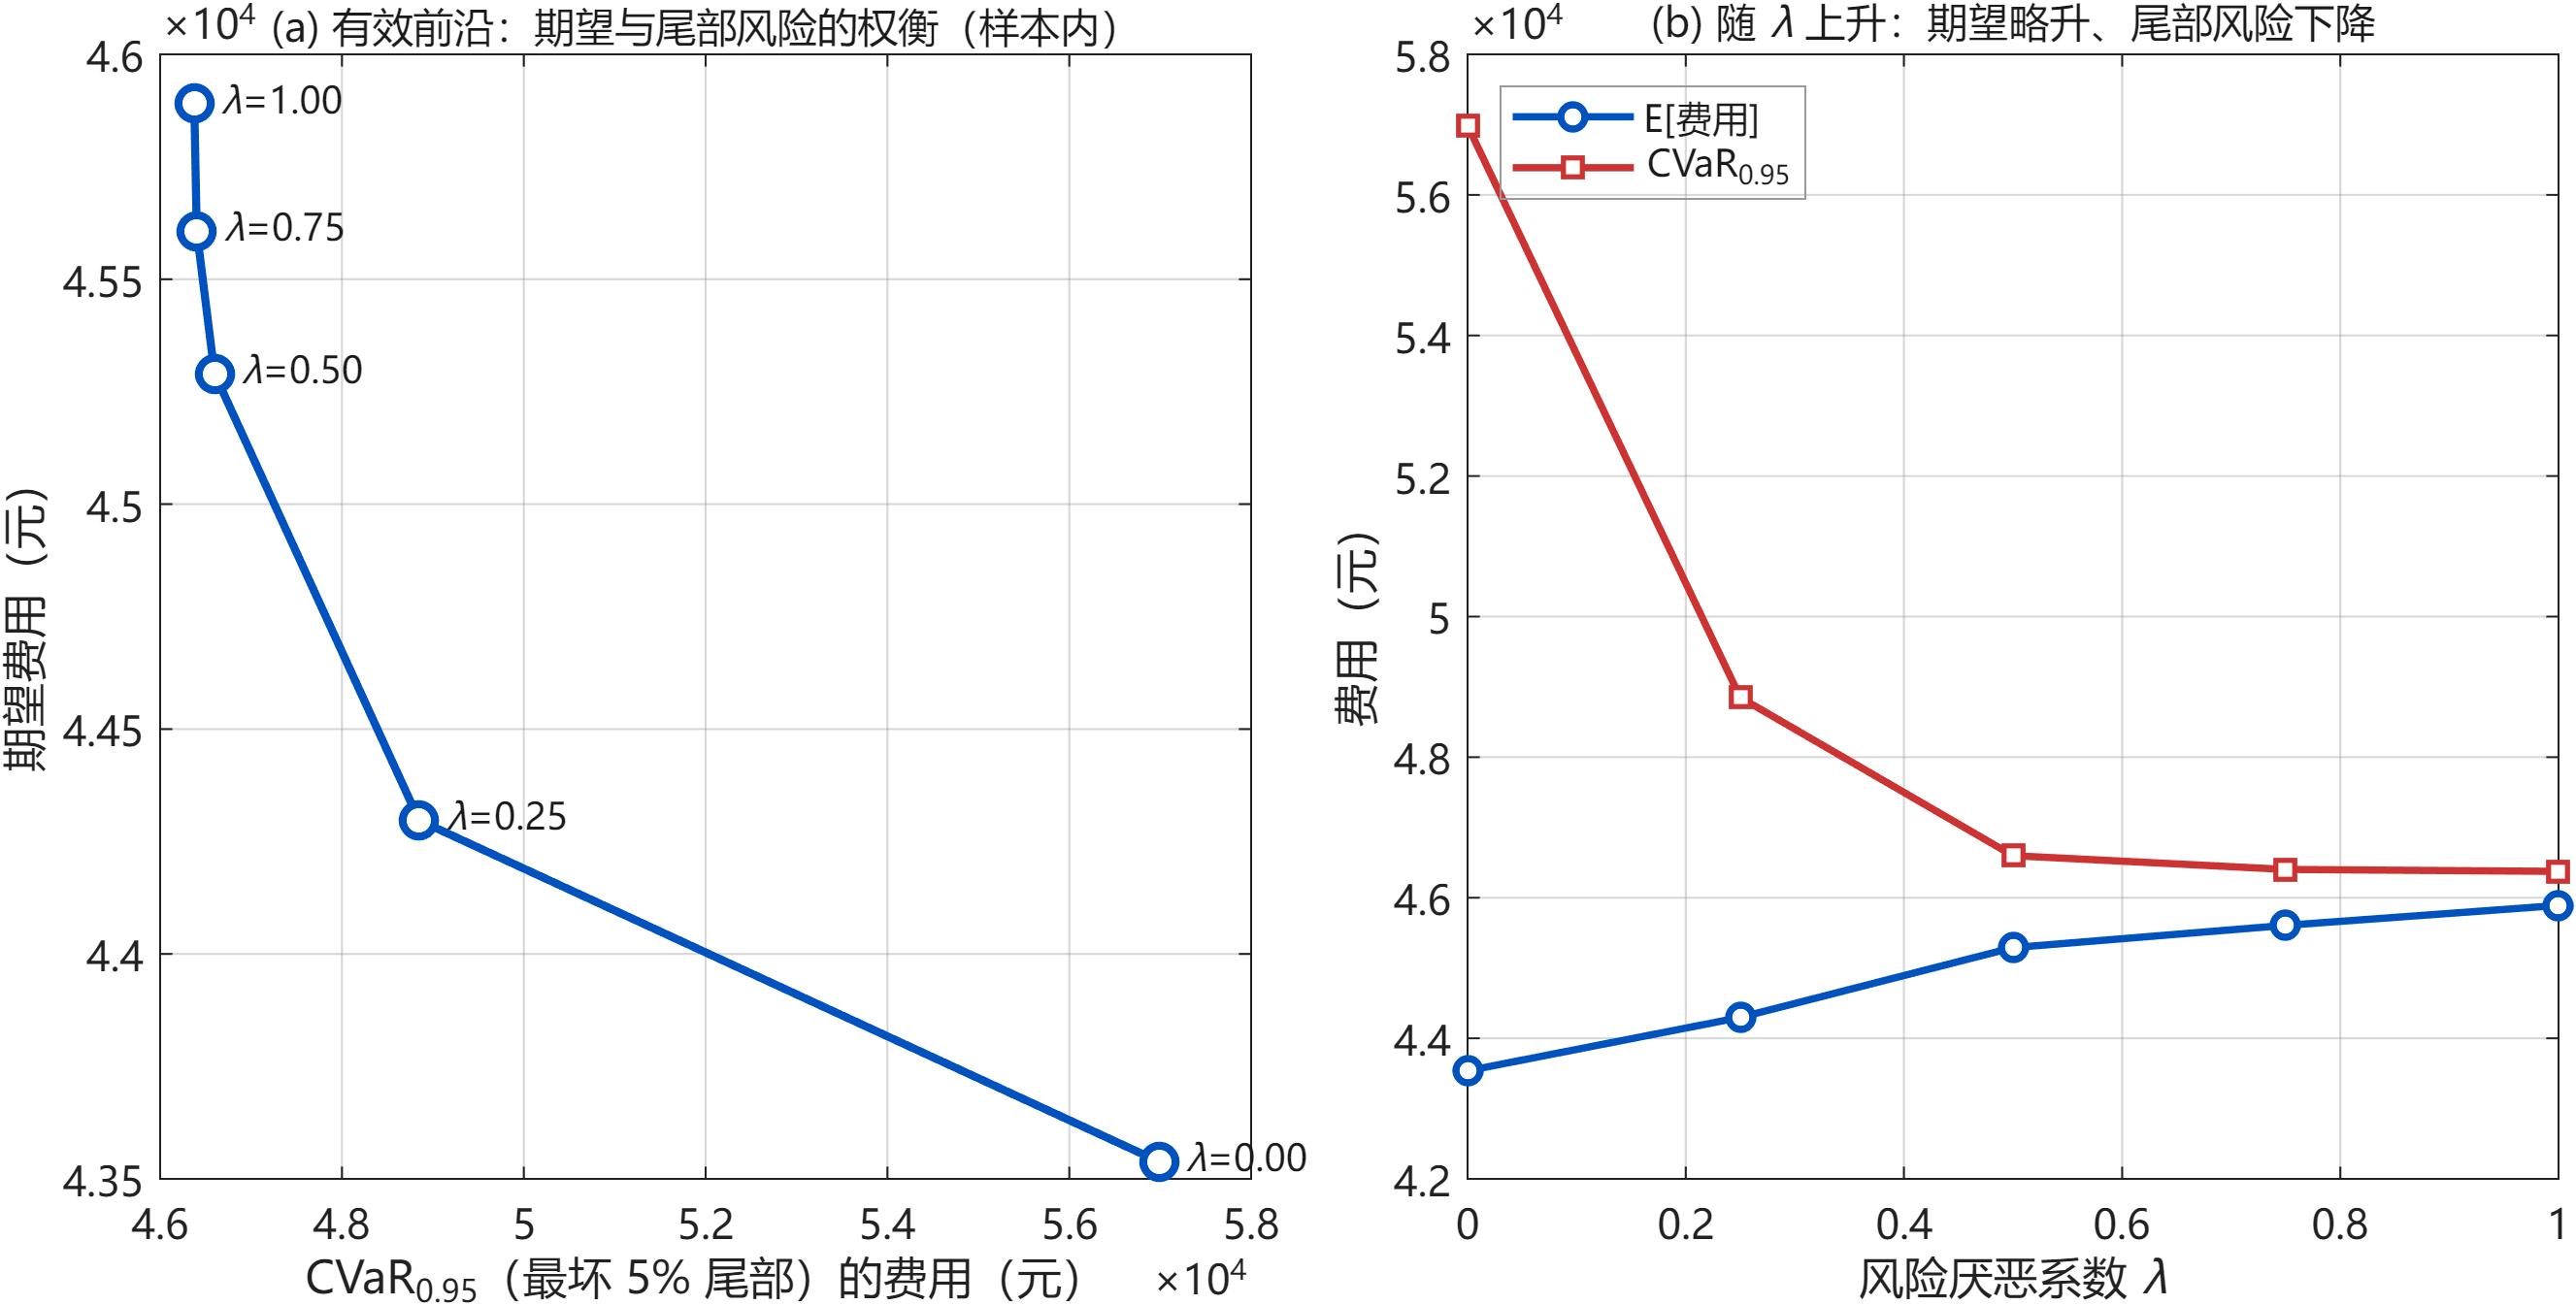 ×10⁴ (a) 有效前沿：期望与尾部风险的权衡（样本内）
4.6
4.55
4.5
4.45
4.4
4.35
期望费用（元）
λ=1.00
λ=0.75
λ=0.50
λ=0.25
λ=0.00
4.6 4.8 5 5.2 5.4 5.6 5.8
CVaR₀.₉₅（最坏 5% 尾部）的费用（元） ×10⁴
×10⁴ (b) 随 λ 上升：期望略升、尾部风险下降
5.8
5.6
5.4
5.2
5
4.8
4.6
4.4
4.2
费用（元）
E[费用]
CVaR₀.₉₅
0 0.2 0.4 0.6 0.8 1
风险厌恶系数 λ